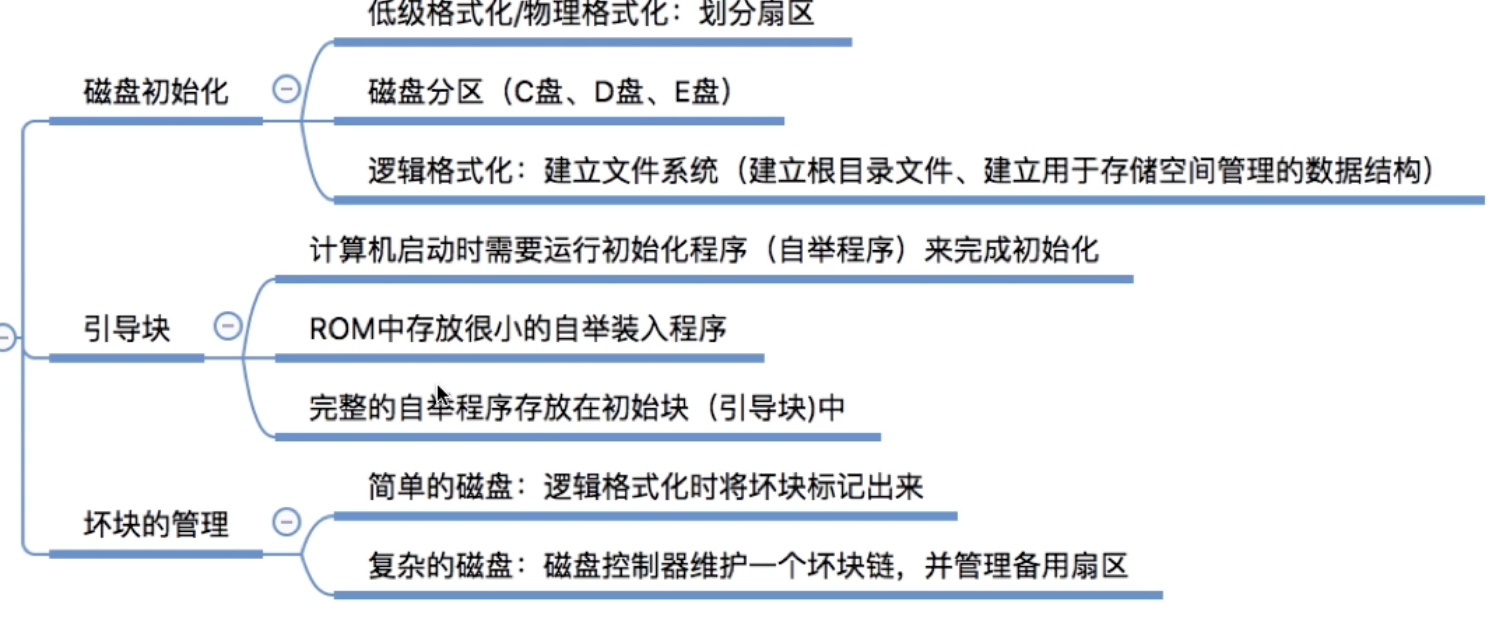 低级格式化/物理格式化：划分扇区
磁盘初始化
磁盘分区（C盘、D盘、E盘）
逻辑格式化：建立文件系统（建立根目录文件、建立用于存储空间管理的数据结构）
计算机启动时需要运行初始化程序（自举程序）来完成初始化
引导块
ROM中存放很小的自举装入程序
完整的自举程序存放在初始块（引导块)中
简单的磁盘：逻辑格式化时将坏块标记出来
坏块的管理
复杂的磁盘：磁盘控制器维护一个坏块链，并管理备用扇区